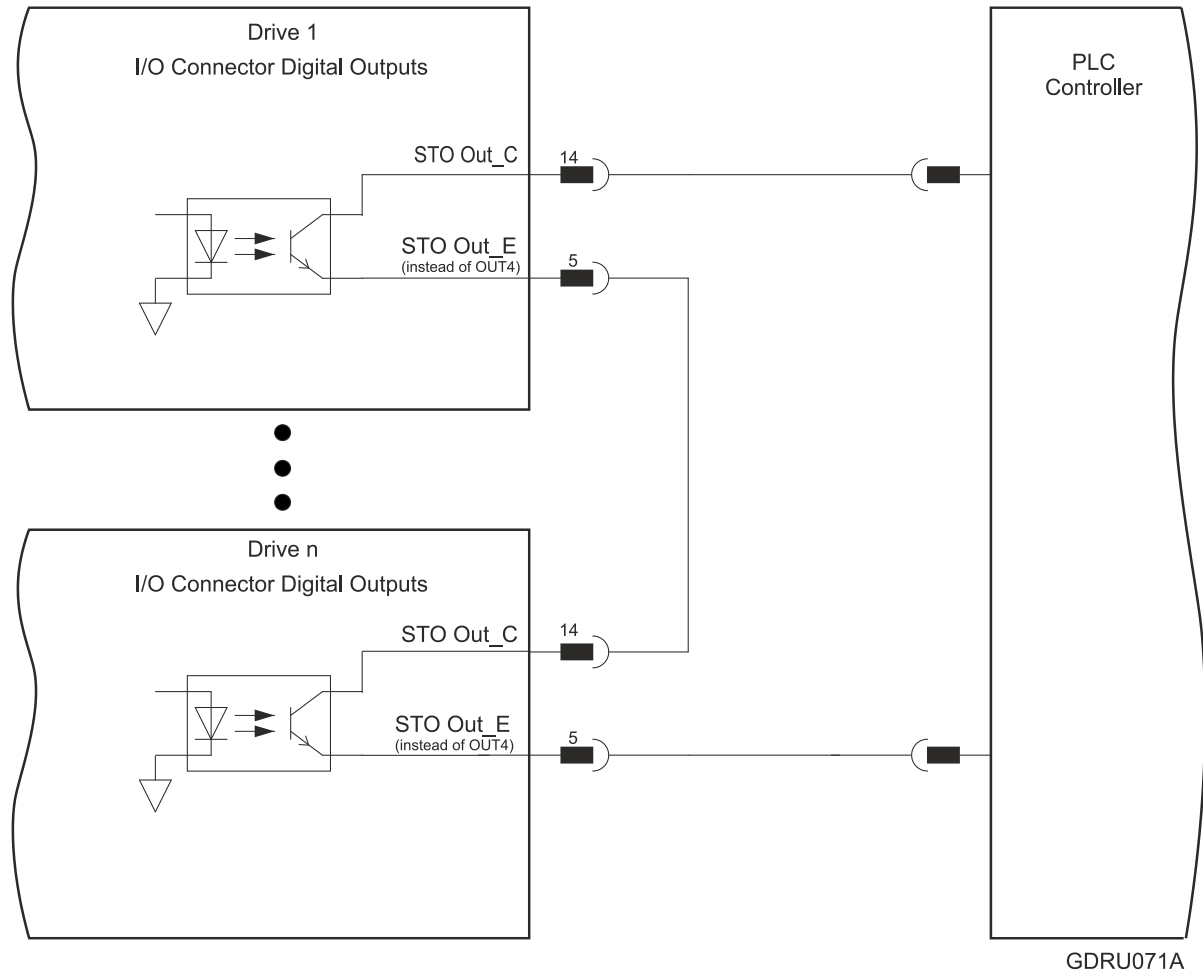 Drive 1
I/O Connector Digital Outputs
PLC
Controller
STO Out_C
14
STO Out_E
(instead of OUT4)
5
Drive n
I/O Connector Digital Outputs
STO Out_C
14
STO Out_E
(instead of OUT4)
5
GDRU071A